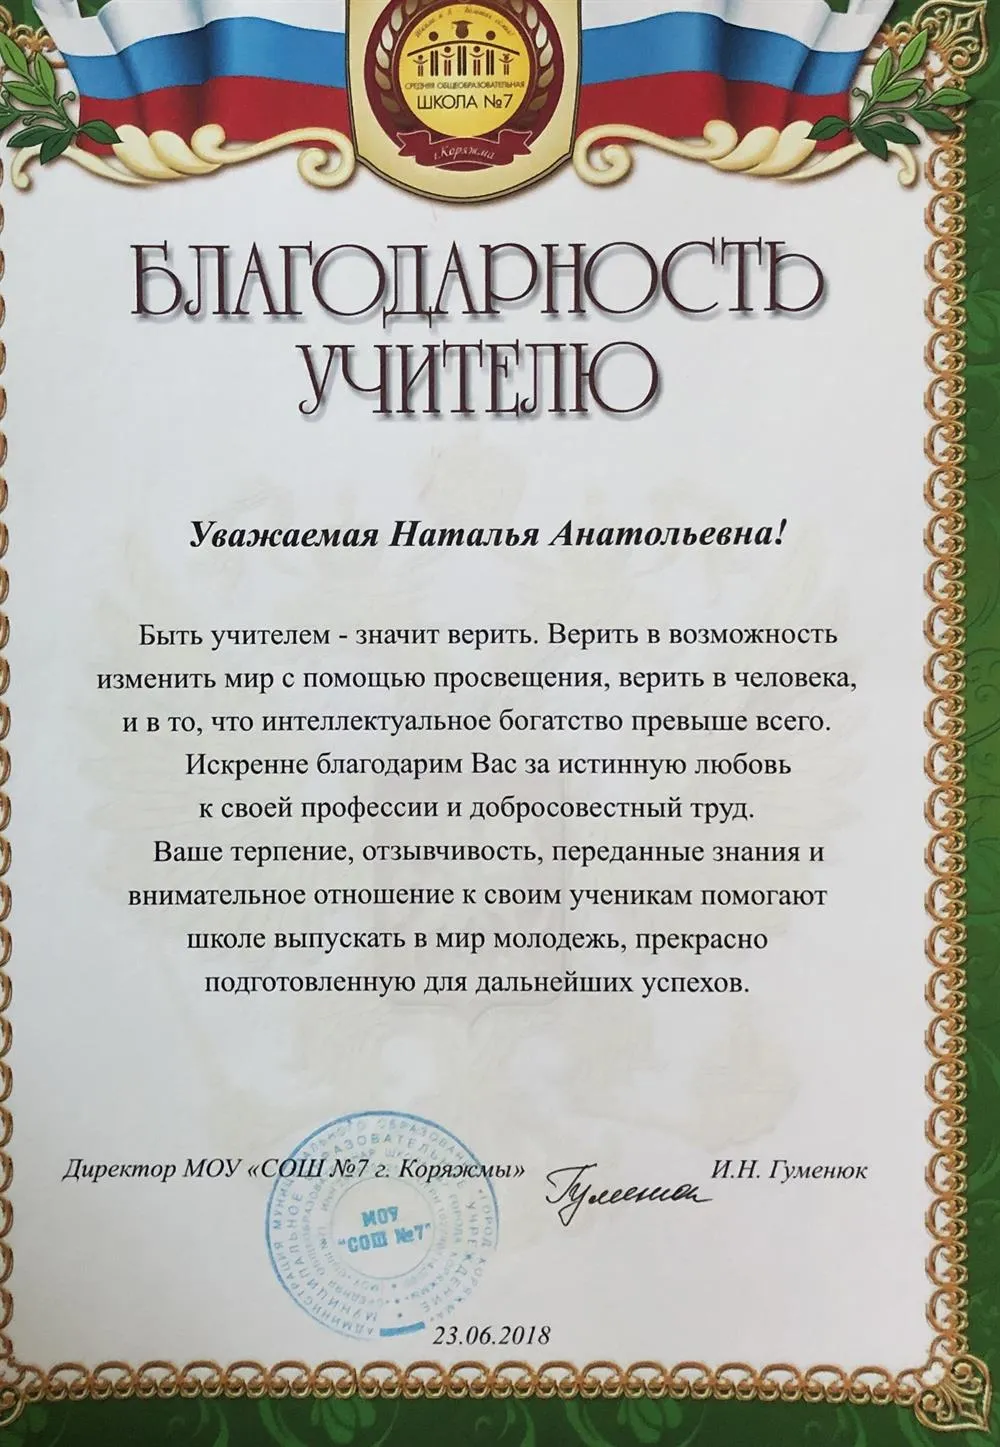 СРЕДНЯЯ ОБЩЕОБРАЗОВАТЕЛЬНАЯ
ШКОЛА №7
г.Коряжма
БЛАГОДАРНОСТЬ
УЧИТЕЛЮ
Уважаемая Наталья Анатольевна!
Быть учителем - значит верить. Верить в возможность
изменить мир с помощью просвещения, верить в человека,
и в то, что интеллектуальное богатство превыше всего.
Искренне благодарим Вас за истинную любовь
к своей профессии и добросовестный труд.
Ваше терпение, отзывчивость, переданные знания и
внимательное отношение к своим ученикам помогают
школе выпускать в мир молодежь, прекрасно
подготовленную для дальнейших успехов.
Директор МОУ «СОШ №7 г. Коряжмы»
Гуменюк
И.Н. Гуменюк
МОУ
"СОШ №7"
23.06.2018